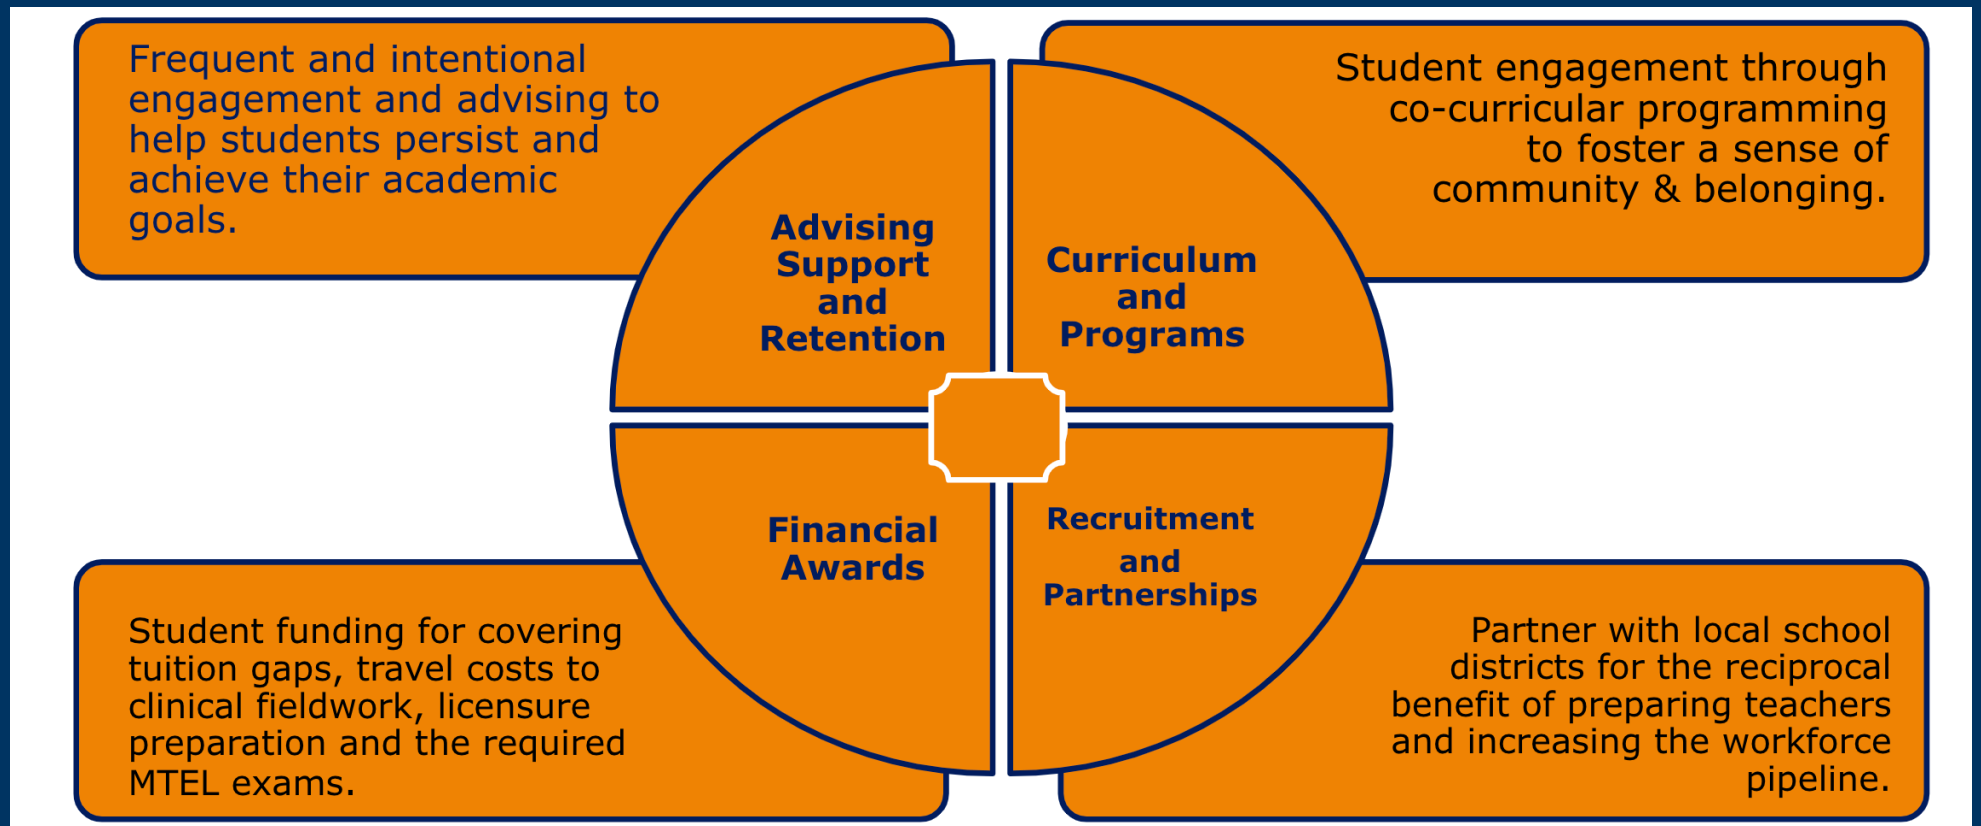 Frequent and intentional
engagement and advising to
help students persist and
achieve their academic
goals.
Student engagement through
co-curricular programming
to foster a sense of
community & belonging.
Advising
Support
and
Retention
Curriculum
and
Programs
Financial
Awards
Recruitment
and
Partnerships
Student funding for covering
tuition gaps, travel costs to
clinical fieldwork, licensure
preparation and the required
MTEL exams.
Partner with local school
districts for the reciprocal
benefit of preparing teachers
and increasing the workforce
pipeline.